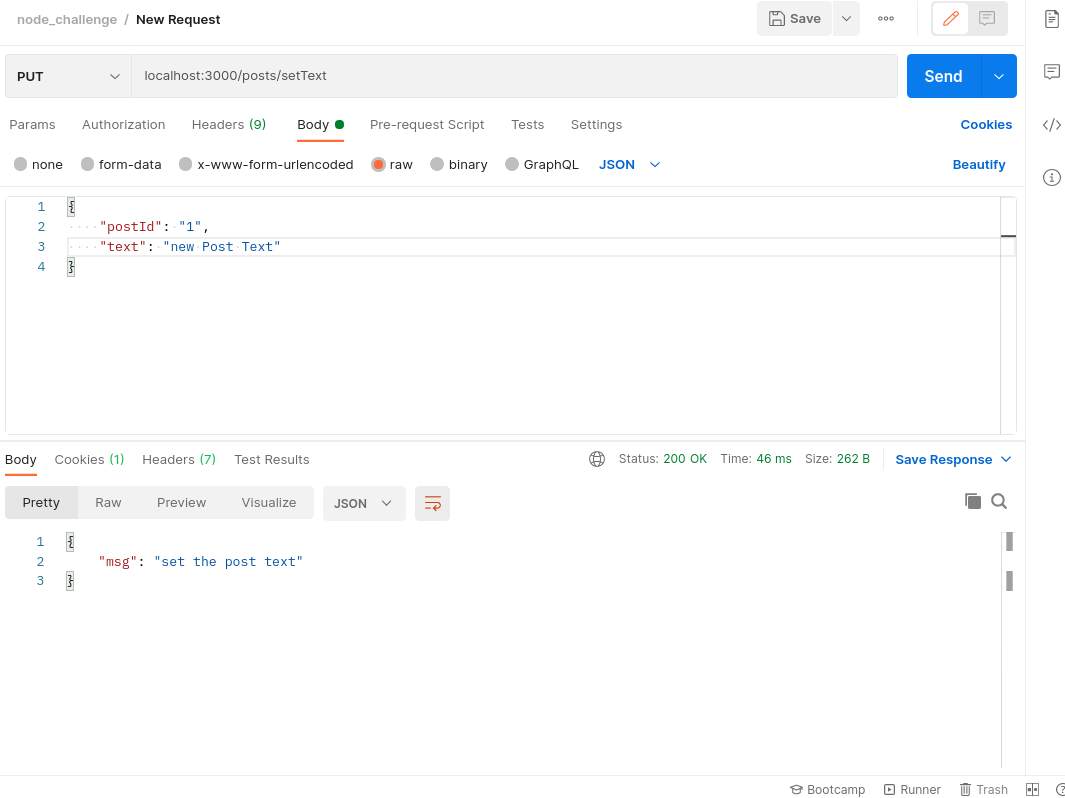 node_challenge / New Request
Save
PUT
localhost:3000/posts/setText
Send
Params Authorization Headers (9) Body Pre-request Script Tests Settings Cookies
none form-data x-www-form-urlencoded raw binary GraphQL JSON Beautify
1 {
2 "postId": "1",
3 "text": "new Post Text"
4 }
Body Cookies (1) Headers (7) Test Results Status: 200 OK Time: 46 ms Size: 262 B Save Response
Pretty Raw Preview Visualize JSON
1 {
2 "msg": "set the post text"
3 }
Bootcamp Runner Trash